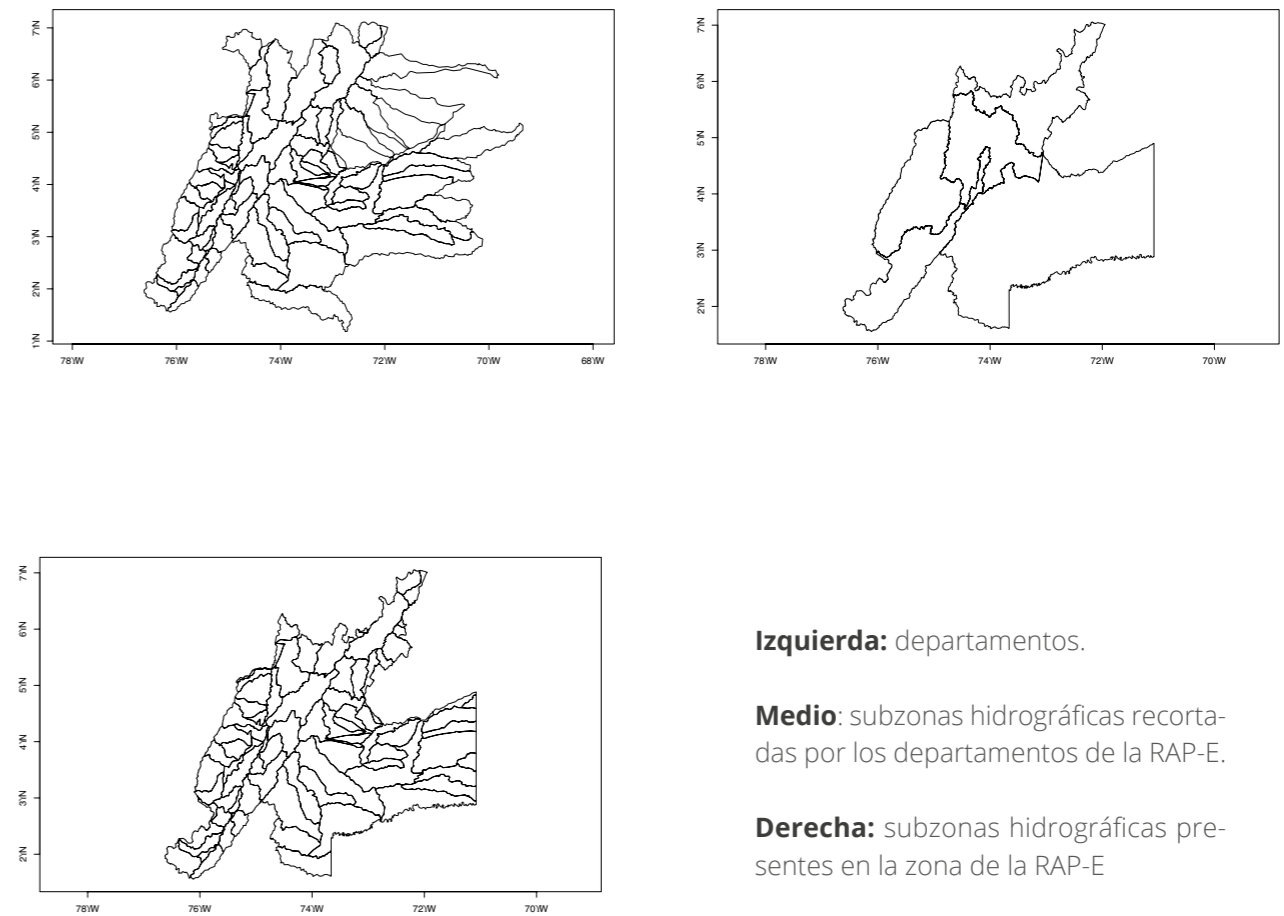 7°N
6°N
5°N
4°N
3°N
2°N
1°N
78°W 76°W 74°W 72°W 70°W 68°W
7°N
6°N
5°N
4°N
3°N
2°N
78°W 76°W 74°W 72°W 70°W
7°N
6°N
5°N
4°N
3°N
2°N
78°W 76°W 74°W 72°W 70°W
Izquierda: departamentos.
Medio: subzonas hidrográficas recorta-
das por los departamentos de la RAP-E.
Derecha: subzonas hidrográficas pre-
sentes en la zona de la RAP-E